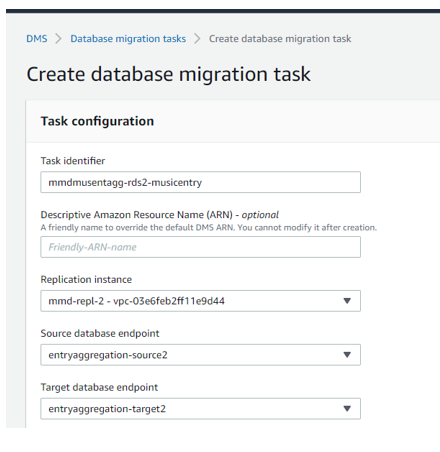 DMS > Database migration tasks > Create database migration task
Create database migration task
Task configuration
Task identifier
mmdmusentagg-rds2-musicentry
Descriptive Amazon Resource Name (ARN) - optional
A friendly name to override the default DMS ARN. You cannot modify it after creation.
Friendly-ARN-name
Replication instance
mmd-repl-2 - vpc-03e6feb2ff11e9d44
Source database endpoint
entryaggregation-source2
Target database endpoint
entryaggregation-target2